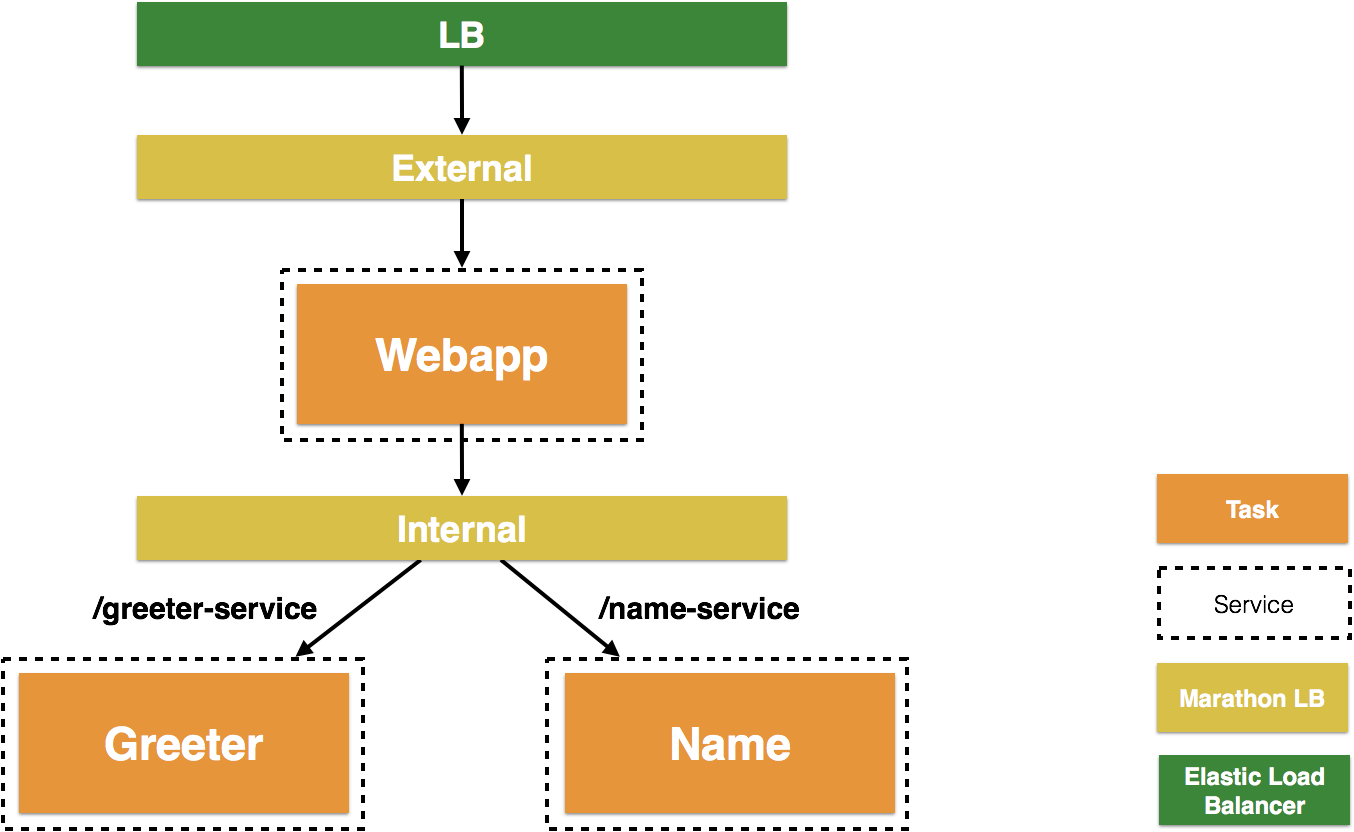 LB
External
Webapp
Internal
/greeter-service
/name-service
Greeter
Name
Task
Service
Marathon LB
Elastic Load
Balancer